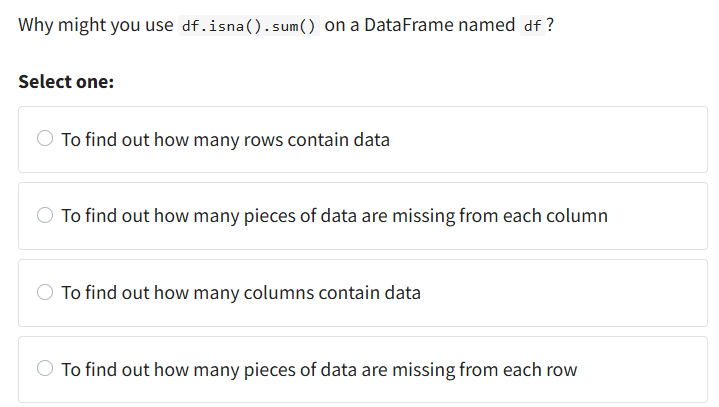 Why might you use df.isna().sum() on a DataFrame named df ?
Select one:
To find out how many rows contain data
To find out how many pieces of data are missing from each column
To find out how many columns contain data
To find out how many pieces of data are missing from each row